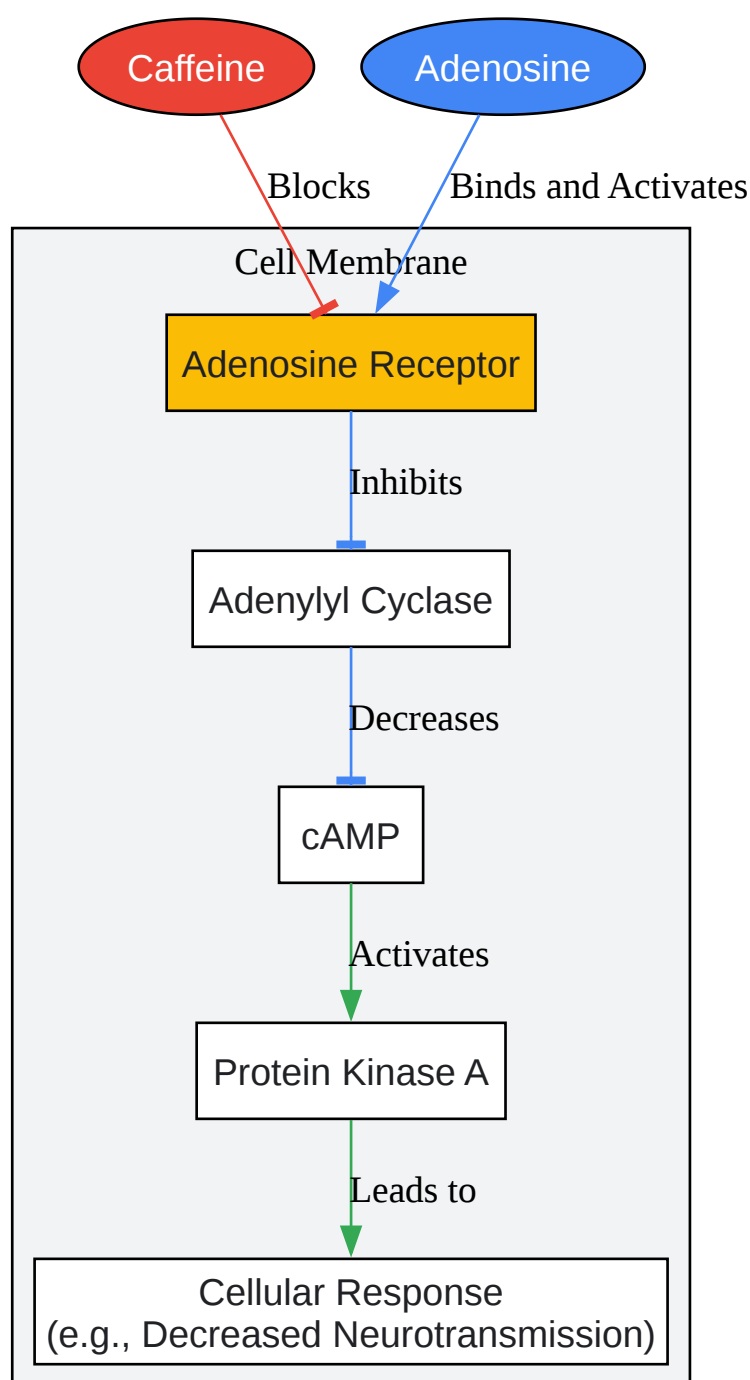 Caffeine
Adenosine
Blocks
Binds and Activates
Cell Membrane
Adenosine Receptor
Inhibits
Adenylyl Cyclase
Decreases
cAMP
Activates
Protein Kinase A
Leads to
Cellular Response
(e.g., Decreased Neurotransmission)